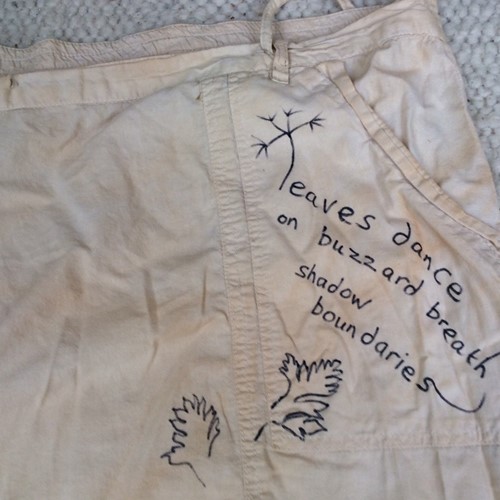 leaves dance
on buzzard breath
shadow
boundaries